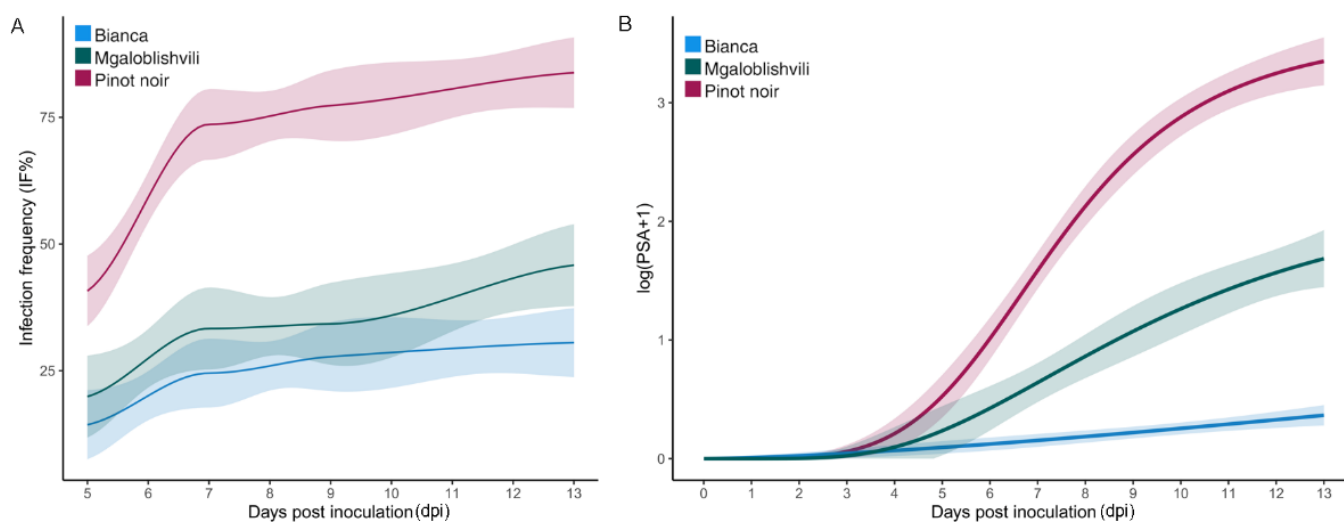 A
Bianca
Mgaloblishvili
Pinot noir
75
50
25
Infection frequency (IF%)
5 6 7 8 9 10 11 12 13
Days post inoculation (dpi)
B
Bianca
Mgaloblishvili
Pinot noir
3
2
1
0
log(PSA+1)
0 1 2 3 4 5 6 7 8 9 10 11 12 13
Days post inoculation (dpi)